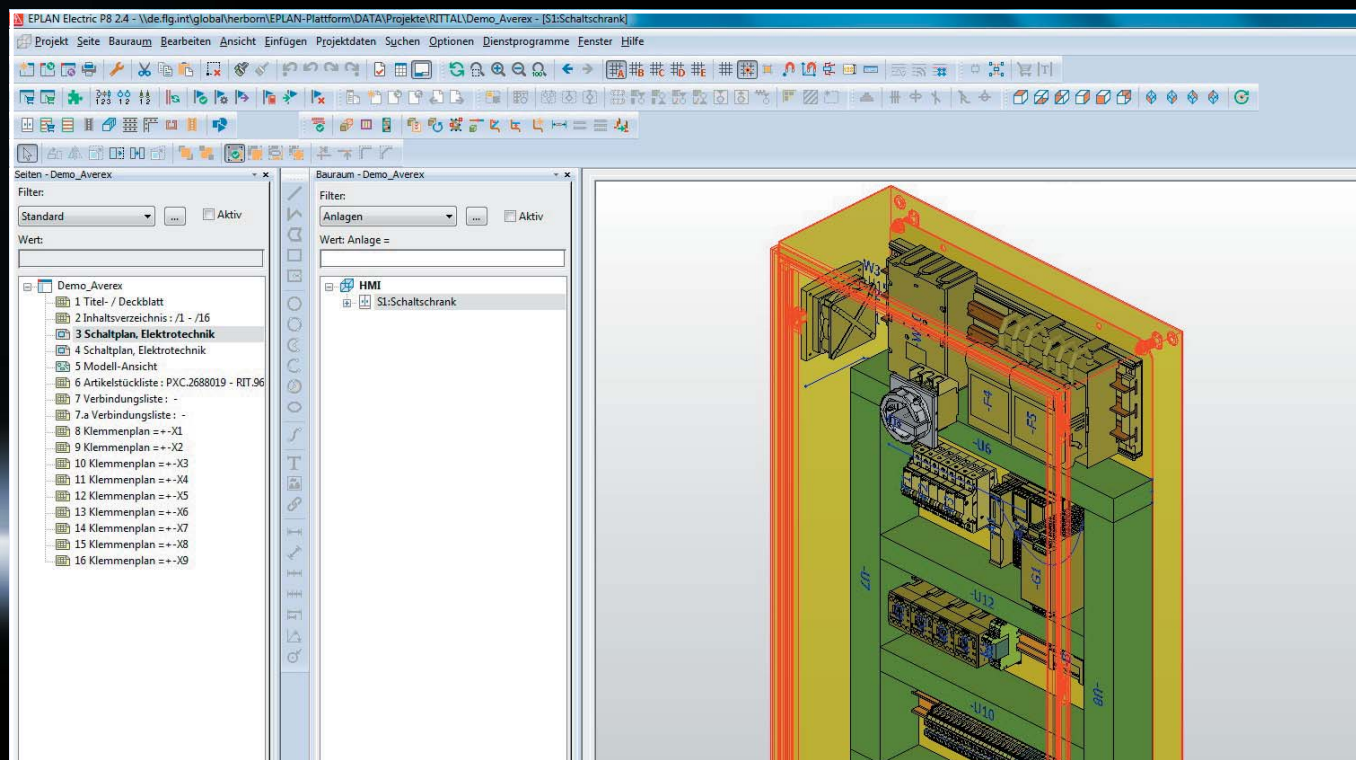 EPLAN Electric P8 2.4 - \\de.flg.int\global\herborn\EPLAN-Plattform\DATA\Projekte\RITTAL\Demo_Averex - [S1:Schaltschrank]
Projekt Seite Bauraum Bearbeiten Ansicht Einfügen Projektdaten Suchen Optionen Dienstprogramme Fenster Hilfe
Seiten - Demo_Averex
Filter:
Standard ... Aktiv
Wert:
Demo_Averex
1 Titel- / Deckblatt
2 Inhaltsverzeichnis : /1 - /16
3 Schaltplan, Elektrotechnik
4 Schaltplan, Elektrotechnik
5 Modell-Ansicht
6 Artikelstückliste : PXC.2688019 - RIT.96
7 Verbindungsliste : -
7.a Verbindungsliste : -
8 Klemmenplan =+-X1
9 Klemmenplan =+-X2
10 Klemmenplan =+-X3
11 Klemmenplan =+-X4
12 Klemmenplan =+-X5
13 Klemmenplan =+-X6
14 Klemmenplan =+-X7
15 Klemmenplan =+-X8
16 Klemmenplan =+-X9
Bauraum - Demo_Averex
Filter:
Anlagen ... Aktiv
Wert: Anlage =
HMI
S1:Schaltschrank
-F4
-F5
-U6
-G1
-U7
-U12
-U8
-U10